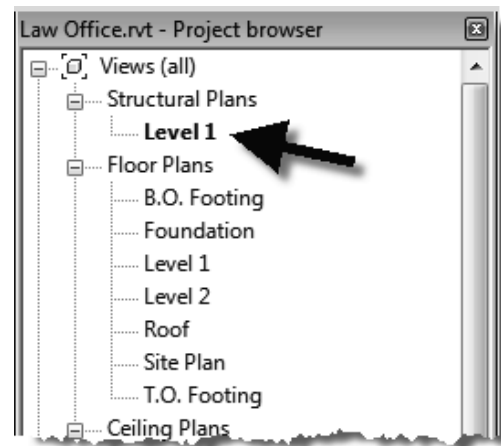 Law Office.rvt - Project browser
Views (all)
Structural Plans
Level 1
Floor Plans
B.O. Footing
Foundation
Level 1
Level 2
Roof
Site Plan
T.O. Footing
Ceiling Plans